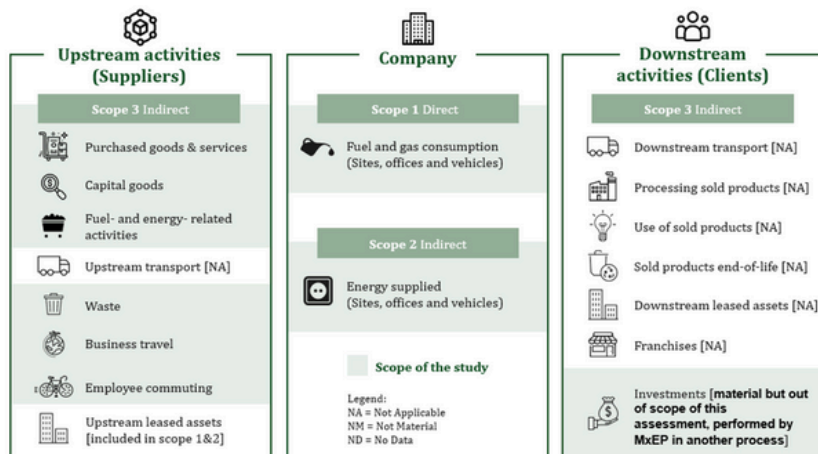 Upstream activities
(Suppliers)
Scope 3 Indirect
Purchased goods & services
Capital goods
Fuel- and energy- related
activities
Upstream transport [NA]
Waste
Business travel
Employee commuting
Upstream leased assets
[included in scope 1&2]
Company
Scope 1 Direct
Fuel and gas consumption
(Sites, offices and vehicles)
Scope 2 Indirect
Energy supplied
(Sites, offices and vehicles)
Scope of the study
Legend:
NA = Not Applicable
NM = Not Material
ND = No Data
Downstream
activities (Clients)
Scope 3 Indirect
Downstream transport [NA]
Processing sold products [NA]
Use of sold products [NA]
Sold products end-of-life [NA]
Downstream leased assets [NA]
Franchises [NA]
Investments [material but out
of scope of this
assessment, performed by
MxEP in another process]